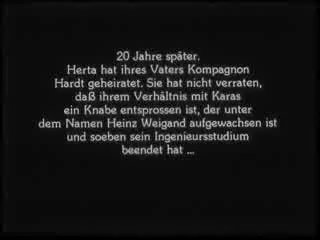 20 Jahre später.
Herta hat ihres Vaters Kompagnon
Hardt geheiratet. Sie hat nicht verraten,
daß ihrem Verhältnis mit Karas
ein Knabe entsprossen ist, der unter
dem Namen Heinz Weigand aufgewachsen ist
und soeben sein Ingenieursstudium
beendet hat ...